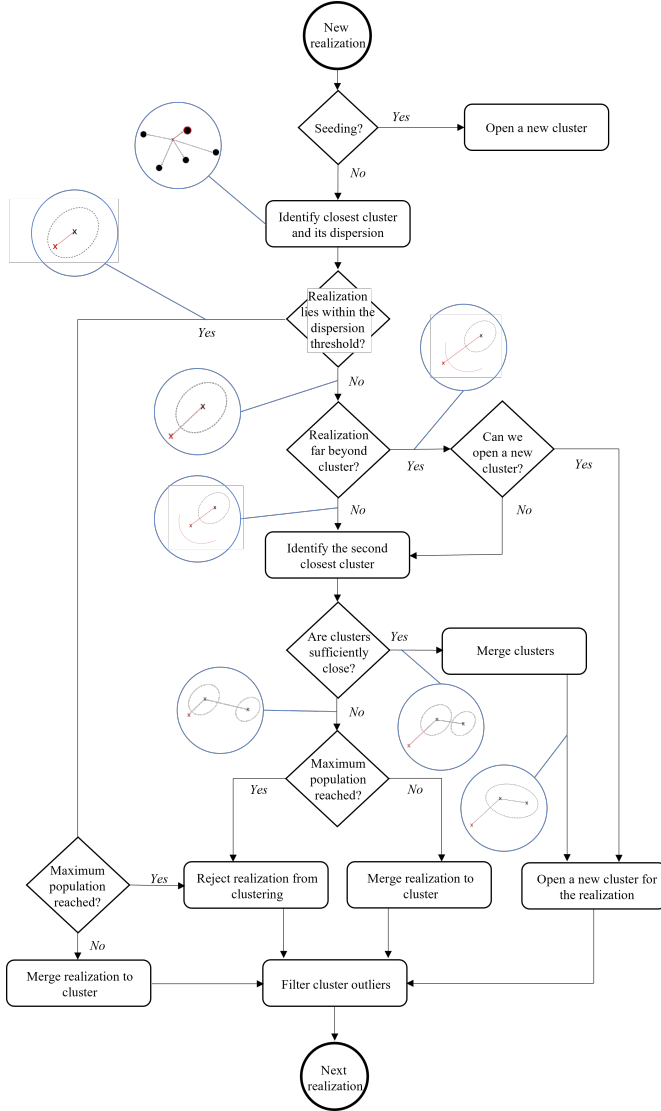 New
realization
Seeding?
Yes
Open a new cluster
No
Identify closest cluster
and its dispersion
Realization
lies within the
dispersion
threshold?
Yes
No
Realization
far beyond
cluster?
Yes
Can we
open a new
cluster?
Yes
No
No
Identify the second
closest cluster
Are clusters
sufficiently
close?
Yes
Merge clusters
No
Maximum
population
reached?
Yes
No
Maximum
population
reached?
Yes
Reject realization from
clustering
Merge realization to
cluster
Open a new cluster for
the realization
No
Merge realization to
cluster
Filter cluster outliers
Next
realization